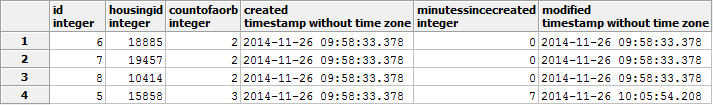 id housingid countofaorb created minutessincecreated modified
integer integer integer timestamp without time zone integer timestamp without time zone
1 6 18885 2 2014-11-26 09:58:33.378 0 2014-11-26 09:58:33.378
2 7 19457 2 2014-11-26 09:58:33.378 0 2014-11-26 09:58:33.378
3 8 10414 2 2014-11-26 09:58:33.378 0 2014-11-26 09:58:33.378
4 5 15858 3 2014-11-26 09:58:33.378 7 2014-11-26 10:05:54.208